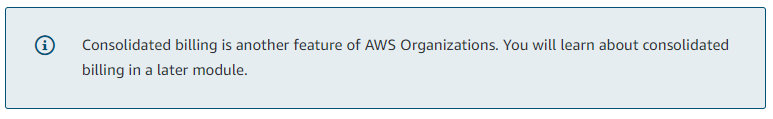 Consolidated billing is another feature of AWS Organizations. You will learn about consolidated
billing in a later module.